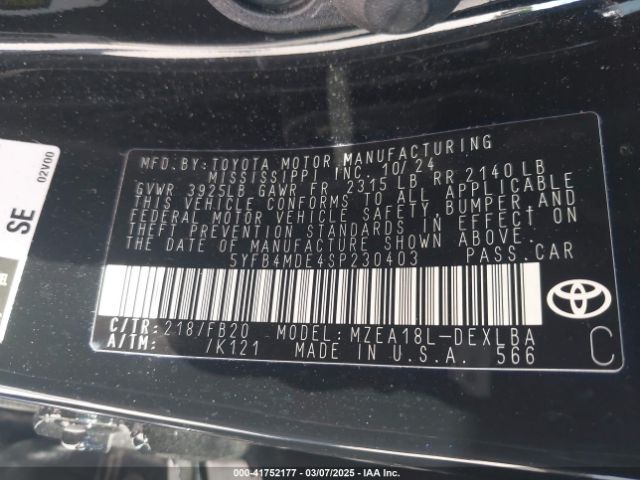 MFD.BY:TOYOTA MOTOR MANUFACTURING
MISSISSIPPI INC. 10/24
GVWR 3925LB GAWR FR 2315 LB RR 2140 LB
THIS VEHICLE CONFORMS TO ALL APPLICABLE
FEDERAL MOTOR VEHICLE SAFETY, BUMPER, AND
THEFT PREVENTION STANDARDS IN EFFECT ON
THE DATE OF MANUFACTURE SHOWN ABOVE.
5YFB4MDE4SP230403 PASS.CAR
C/TR: 218/FB20 MODEL: MZEA18L-DEXLBA
A/TM: /K121 MADE IN U.S.A. 566
C
TOYOTA
SE
02V00
000-41752177 — 03/07/2025 — IAA Inc.